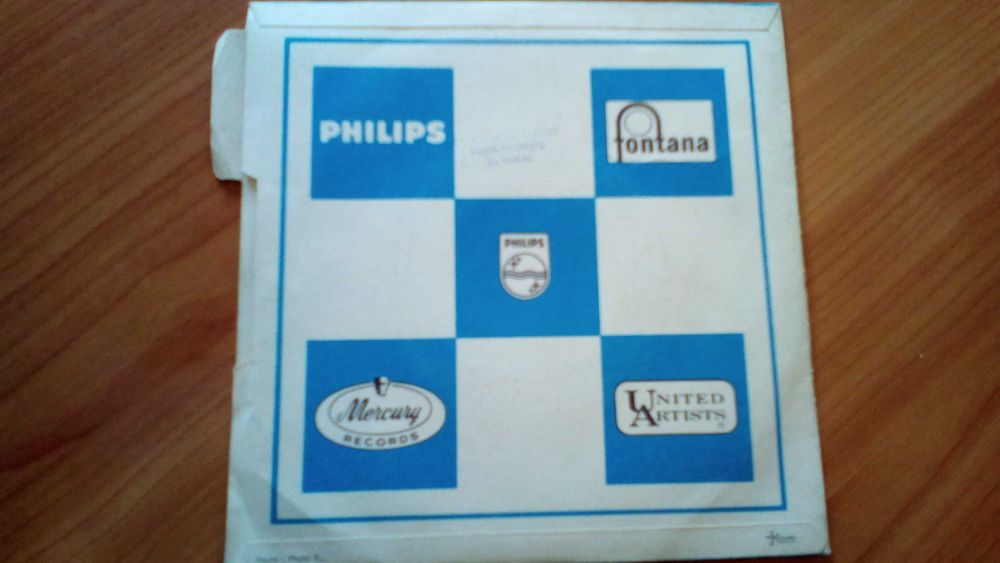 PHILIPS
fontana
PHILIPS
Mercury
RECORDS
UNITED
ARTISTS